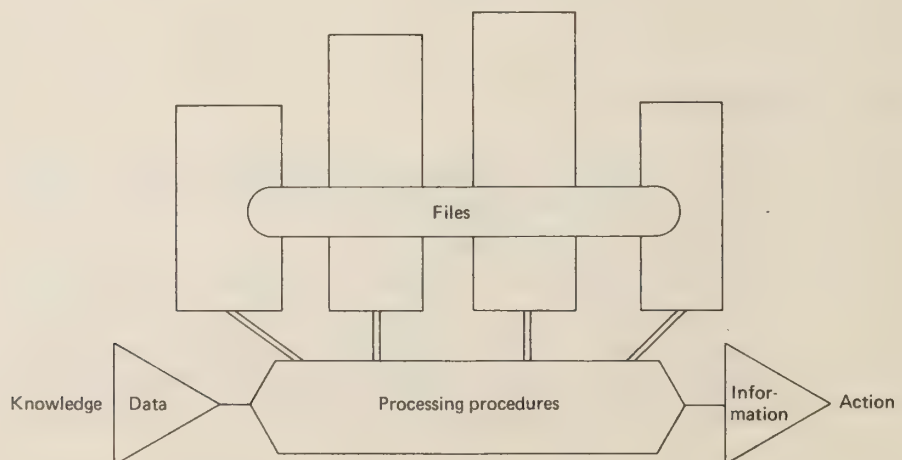 Files
Knowledge
Data
Processing procedures
Infor-
mation
Action